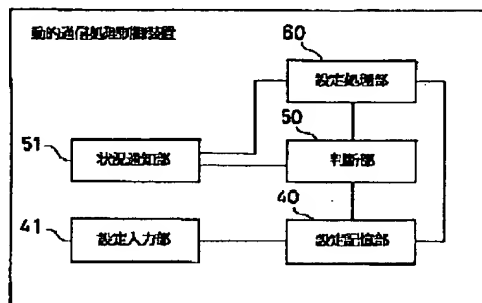 動的通信処理制御装置
60
設定処理部
50
51
状況通知部
判断部
40
41
設定入力部
設定記憶部